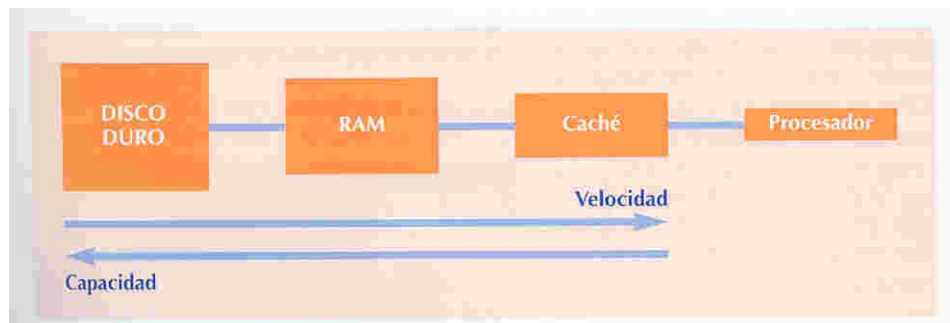 DISCO
DURO
RAM
Caché
Procesador
Velocidad
Capacidad